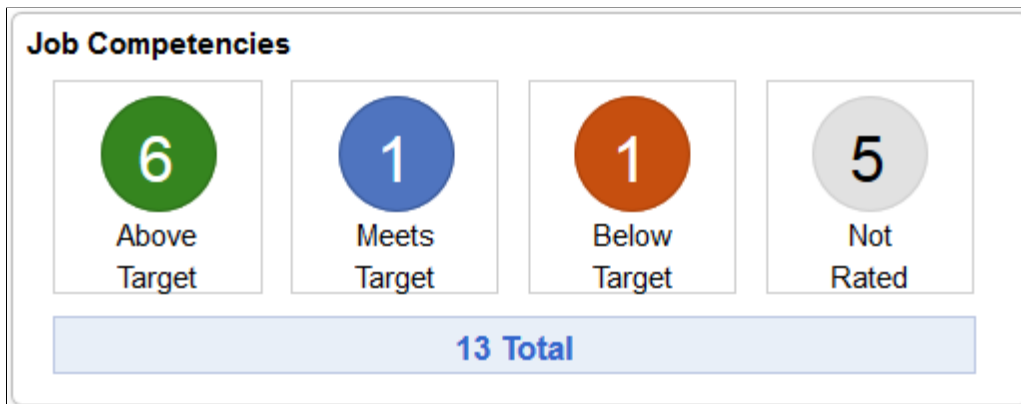 Job Competencies
6
1
1
5
Above
Target
Meets
Target
Below
Target
Not
Rated
13 Total